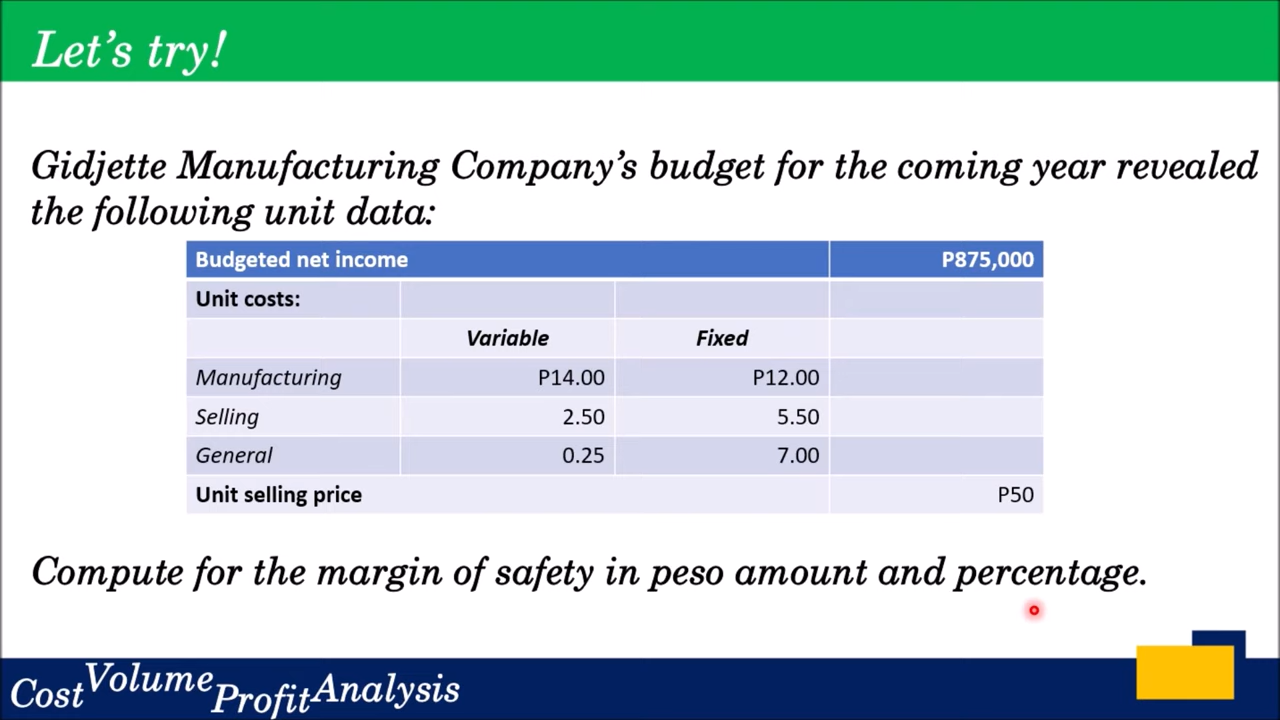 Let's try!
Gidjette Manufacturing Company's budget for the coming year revealed
the following unit data:
Budgeted net income P875,000
Unit costs:
Variable Fixed
Manufacturing P14.00 P12.00
Selling 2.50 5.50
General 0.25 7.00
Unit selling price P50
Compute for the margin of safety in peso amount and percentage.
Cost Volume Profit Analysis